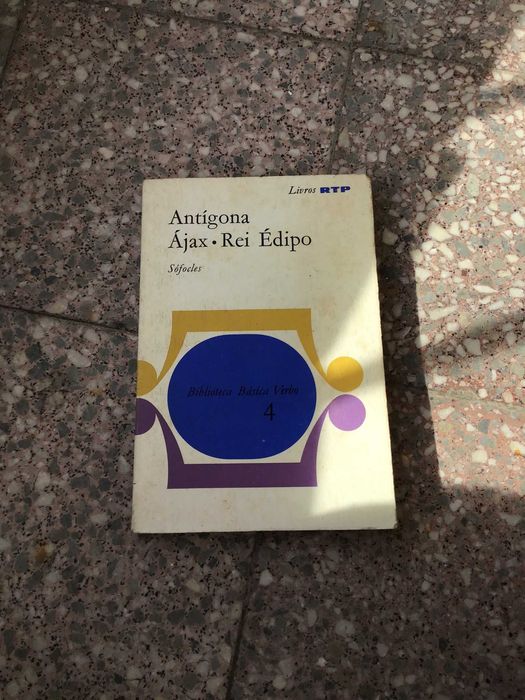 Livros RTP
Antígona
Ájax • Rei Édipo
Sófocles
Biblioteca Básica Verbo
4